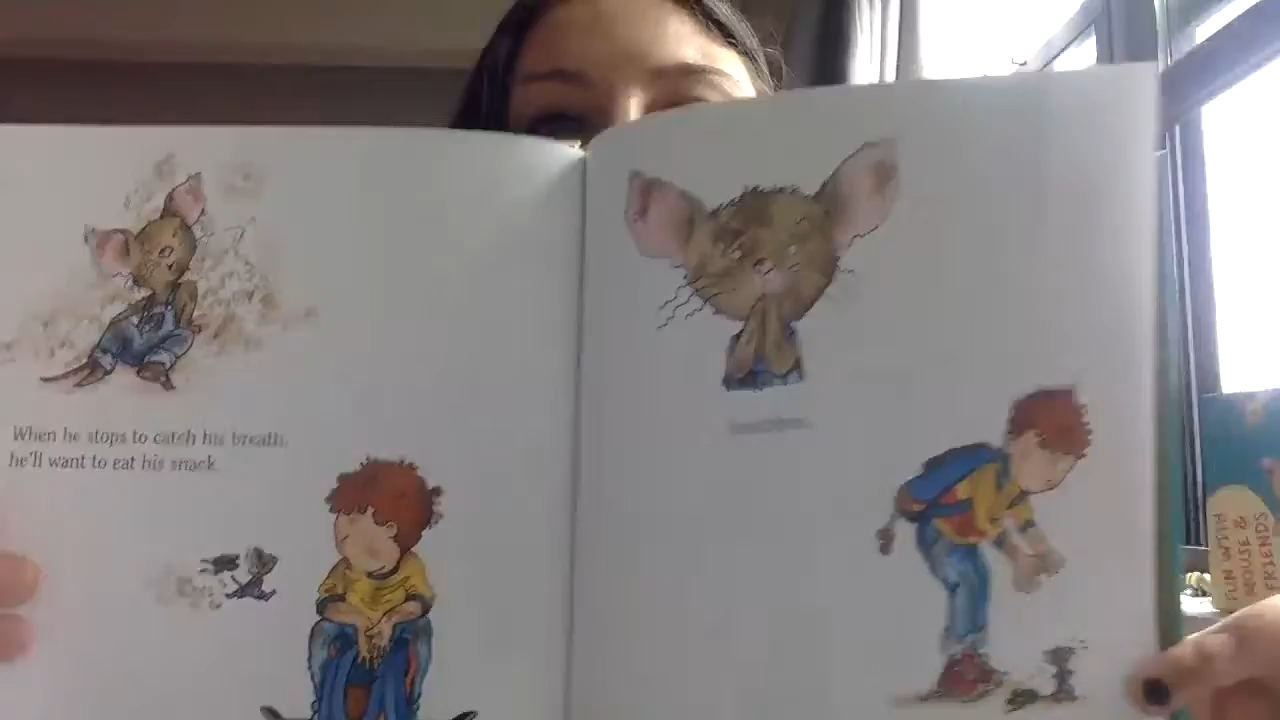 When he stops to catch his breath,
he'll want to eat his snack.
FUN WITH
MOUSE &
FRIENDS